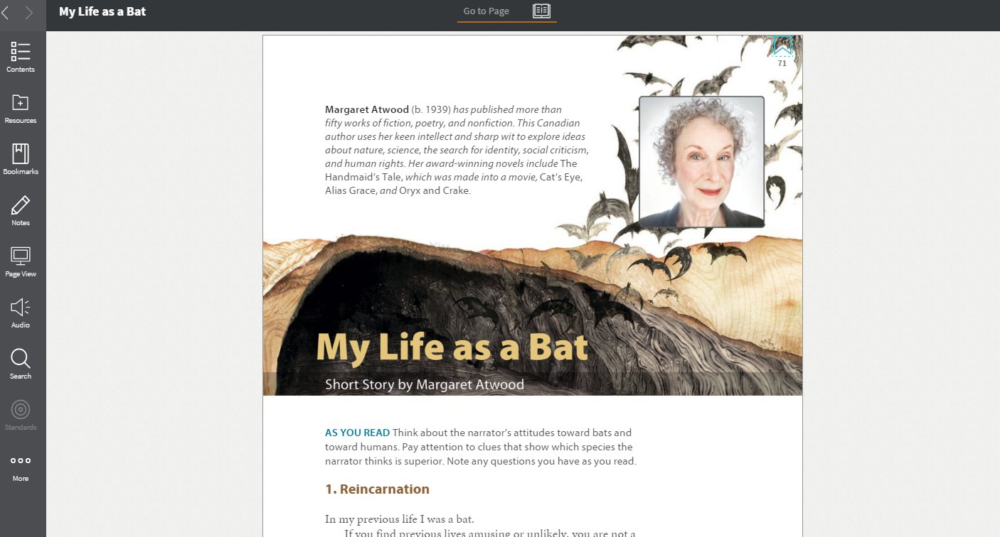 My Life as a Bat
Go to Page
Contents
Resources
Bookmarks
Notes
Page View
Audio
Search
Standards
More
71
Margaret Atwood (b. 1939) has published more than
fifty works of fiction, poetry, and nonfiction. This Canadian
author uses her keen intellect and sharp wit to explore ideas
about nature, science, the search for identity, social criticism,
and human rights. Her award-winning novels include The
Handmaid’s Tale, which was made into a movie, Cat’s Eye,
Alias Grace, and Oryx and Crake.
My Life as a Bat
Short Story by Margaret Atwood
AS YOU READ Think about the narrator’s attitudes toward bats and
toward humans. Pay attention to clues that show which species the
narrator thinks is superior. Note any questions you have as you read.
1. Reincarnation
In my previous life I was a bat.
If you find previous lives amusing or unlikely, you are not a